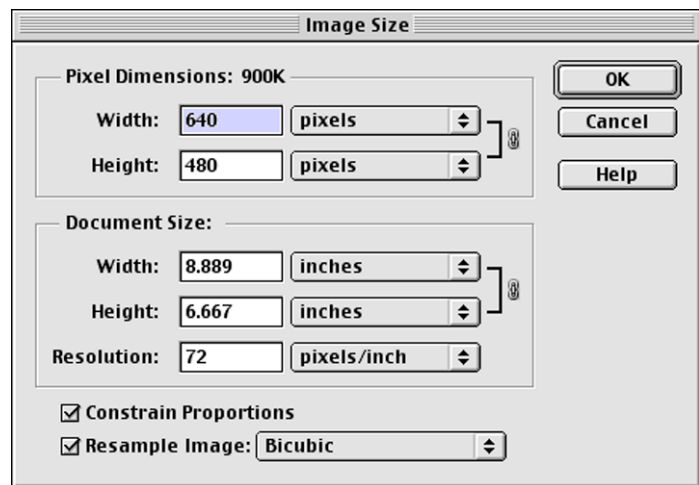 Image Size
Pixel Dimensions: 900K
OK
Width: 640 pixels
Cancel
Height: 480 pixels
Help
Document Size:
Width: 8.889 inches
Height: 6.667 inches
Resolution: 72 pixels/inch
Constrain Proportions
Resample Image: Bicubic